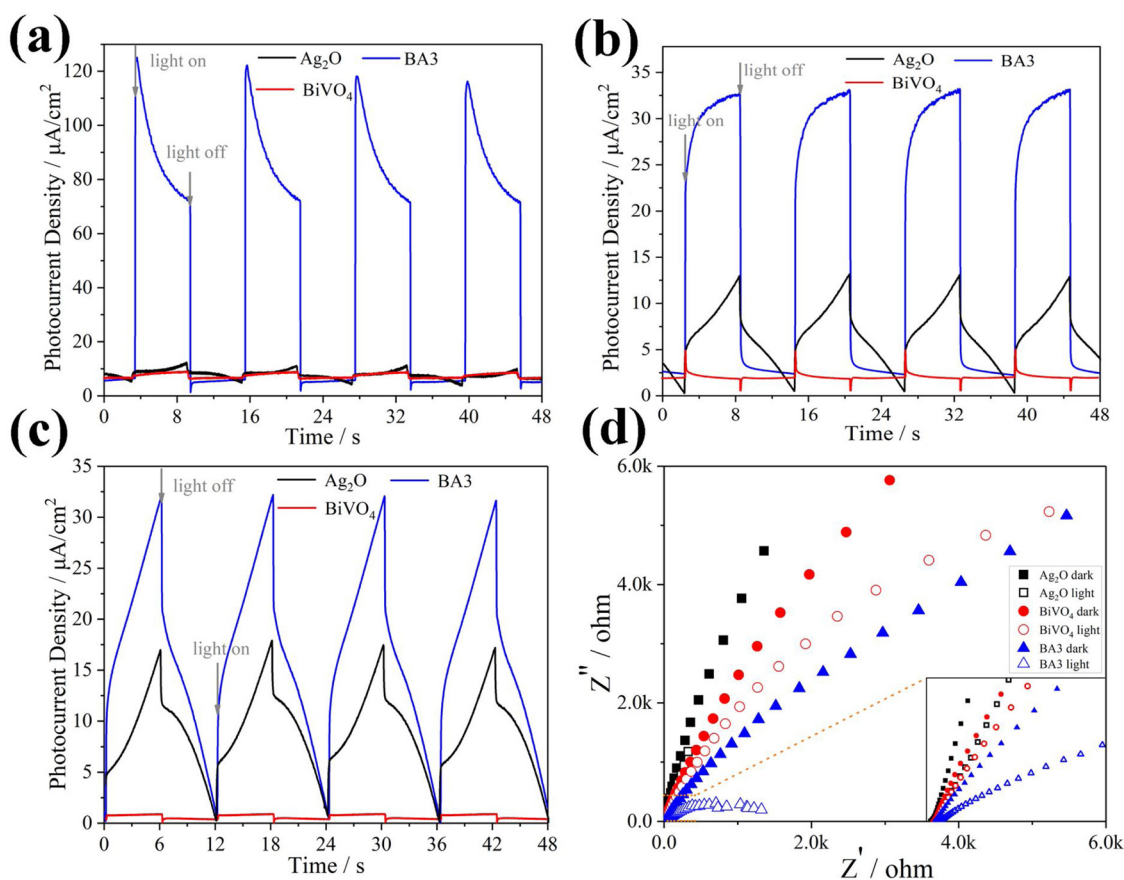 (a)
Photocurrent Density / μA/cm²
120
100
80
60
40
20
0
light on
light off
Ag₂O
BA3
BiVO₄
0 8 16 24 32 40 48
Time / s
(b)
Photocurrent Density / μA/cm²
35
30
25
20
15
10
5
0
light off
light on
Ag₂O
BA3
BiVO₄
0 8 16 24 32 40 48
Time / s
(c)
Photocurrent Density / μA/cm²
35
30
25
20
15
10
5
0
light off
light on
Ag₂O
BA3
BiVO₄
0 6 12 18 24 30 36 42 48
Time / s
(d)
Z'' / ohm
6.0k
4.0k
2.0k
0.0
Ag₂O dark
Ag₂O light
BiVO₄ dark
BiVO₄ light
BA3 dark
BA3 light
0.0 2.0k 4.0k 6.0k
Z' / ohm